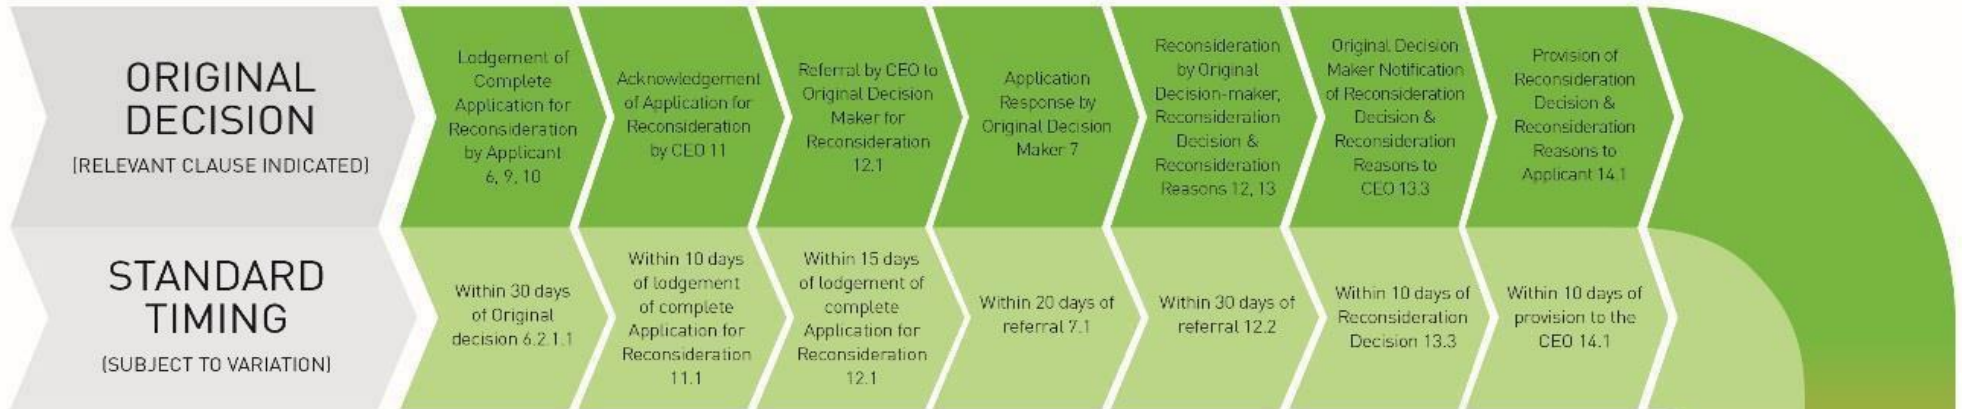 ORIGINAL
DECISION
(RELEVANT CLAUSE INDICATED)
Lodgement of
Complete
Application for
Reconsideration
by Applicant
6, 9, 10
Acknowledgement
of Application for
Reconsideration
by CEO 11
Referral by CEO to
Original Decision
Maker for
Reconsideration
12.1
Application
Response by
Original Decision
Maker 7
Reconsideration
by Original
Decision-maker,
Reconsideration
Decision &
Reconsideration
Reasons 12, 13
Original Decision
Maker Notification
of Reconsideration
Decision &
Reconsideration
Reasons to
CEO 13.3
Provision of
Reconsideration
Decision &
Reconsideration
Reasons to
Applicant 14.1
STANDARD
TIMING
(SUBJECT TO VARIATION)
Within 30 days
of Original
decision 6.2.1.1
Within 10 days
of lodgement
of complete
Application for
Reconsideration
11.1
Within 15 days
of lodgement of
complete
Application for
Reconsideration
12.1
Within 20 days of
referral 7.1
Within 30 days of
referral 12.2
Within 10 days of
Reconsideration
Decision 13.3
Within 10 days of
provision to the
CEO 14.1